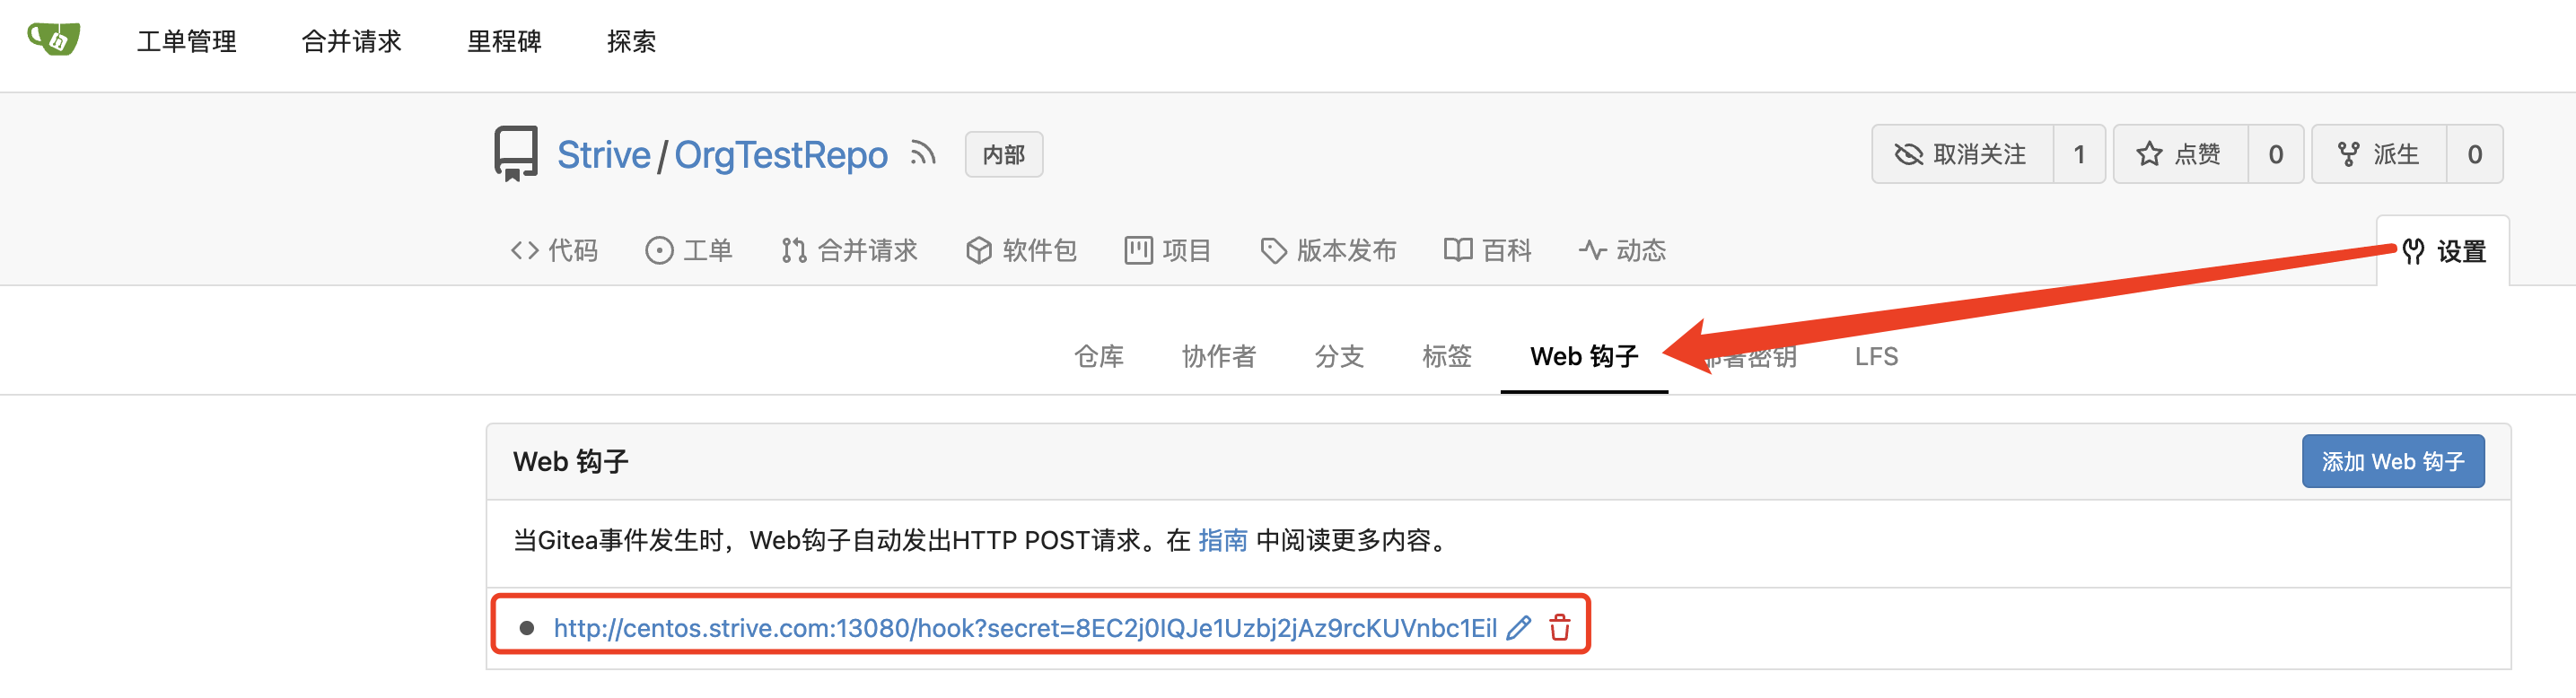 工单管理 合并请求 里程碑 探索
Strive / OrgTestRepo 内部 取消关注 1 点赞 0 派生 0
代码 工单 合并请求 软件包 项目 版本发布 百科 动态 设置
仓库 协作者 分支 标签 Web 钩子 部署密钥 LFS
Web 钩子 添加 Web 钩子
当Gitea事件发生时，Web钩子自动发出HTTP POST请求。在 指南 中阅读更多内容。
http://centos.strive.com:13080/hook?secret=8EC2j0IQJe1Uzbj2jAz9rcKUVnbc1Eil